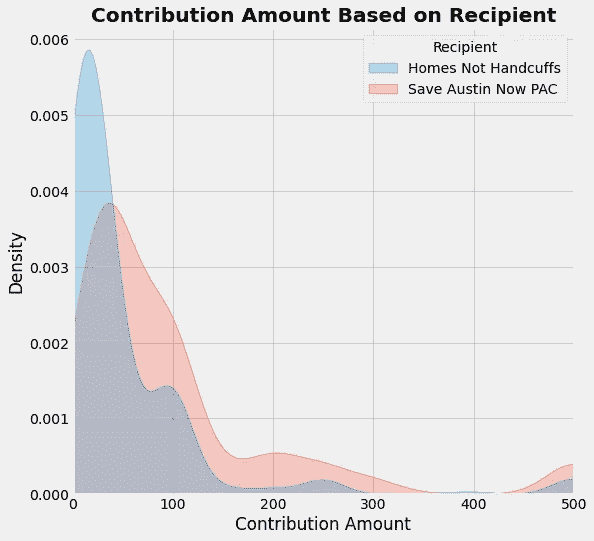 Contribution Amount Based on Recipient
Recipient
Homes Not Handcuffs
Save Austin Now PAC
0.006
0.005
0.004
0.003
0.002
0.001
0.000
Density
0 100 200 300 400 500
Contribution Amount